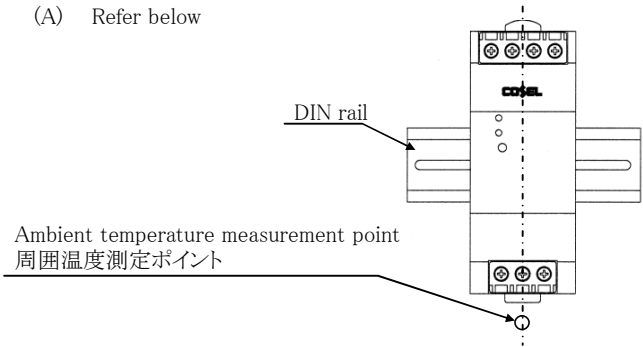 (A) Refer below
COSEL
DIN rail
Ambient temperature measurement point
周囲温度測定ポイント